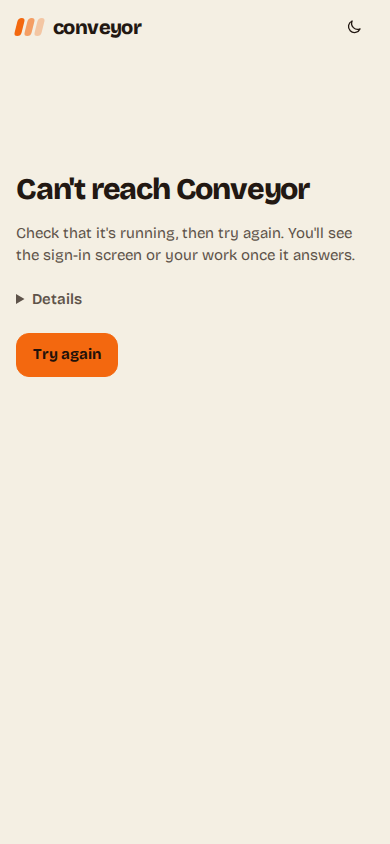 conveyor
Can't reach Conveyor
Check that it's running, then try again. You'll see
the sign-in screen or your work once it answers.
Details
Try again